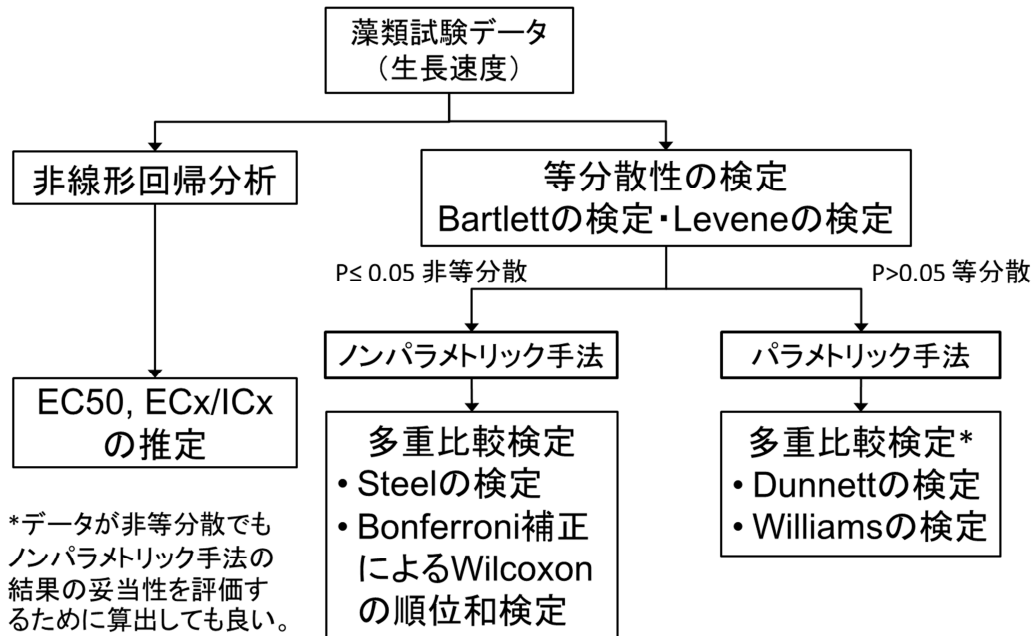 藻類試験データ
（生長速度）
非線形回帰分析
等分散性の検定
Bartlettの検定・Leveneの検定
P≤ 0.05 非等分散
P>0.05 等分散
ノンパラメトリック手法
パラメトリック手法
EC50, ECx/ICx
の推定
多重比較検定
• Steelの検定
• Bonferroni補正
によるWilcoxon
の順位和検定
多重比較検定*
• Dunnettの検定
• Williamsの検定
*データが非等分散でも
ノンパラメトリック手法の
結果の妥当性を評価す
るために算出しても良い。